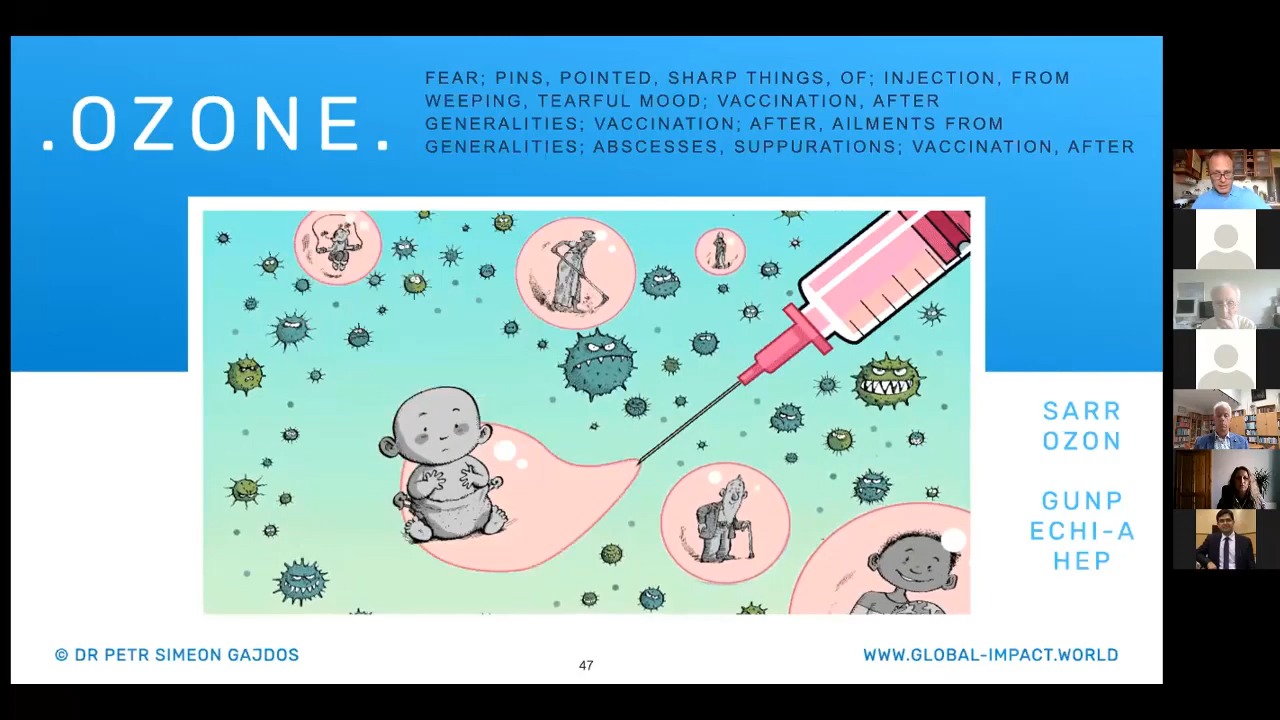 .OZONE.
FEAR; PINS, POINTED, SHARP THINGS, OF; INJECTION, FROM
WEEPING, TEARFUL MOOD; VACCINATION, AFTER
GENERALITIES; VACCINATION; AFTER, AILMENTS FROM
GENERALITIES; ABSCESSES, SUPPURATIONS; VACCINATION, AFTER
SARR
OZON
GUNP
ECHI-A
HEP
© DR PETR SIMEON GAJDOS
47
WWW.GLOBAL-IMPACT.WORLD